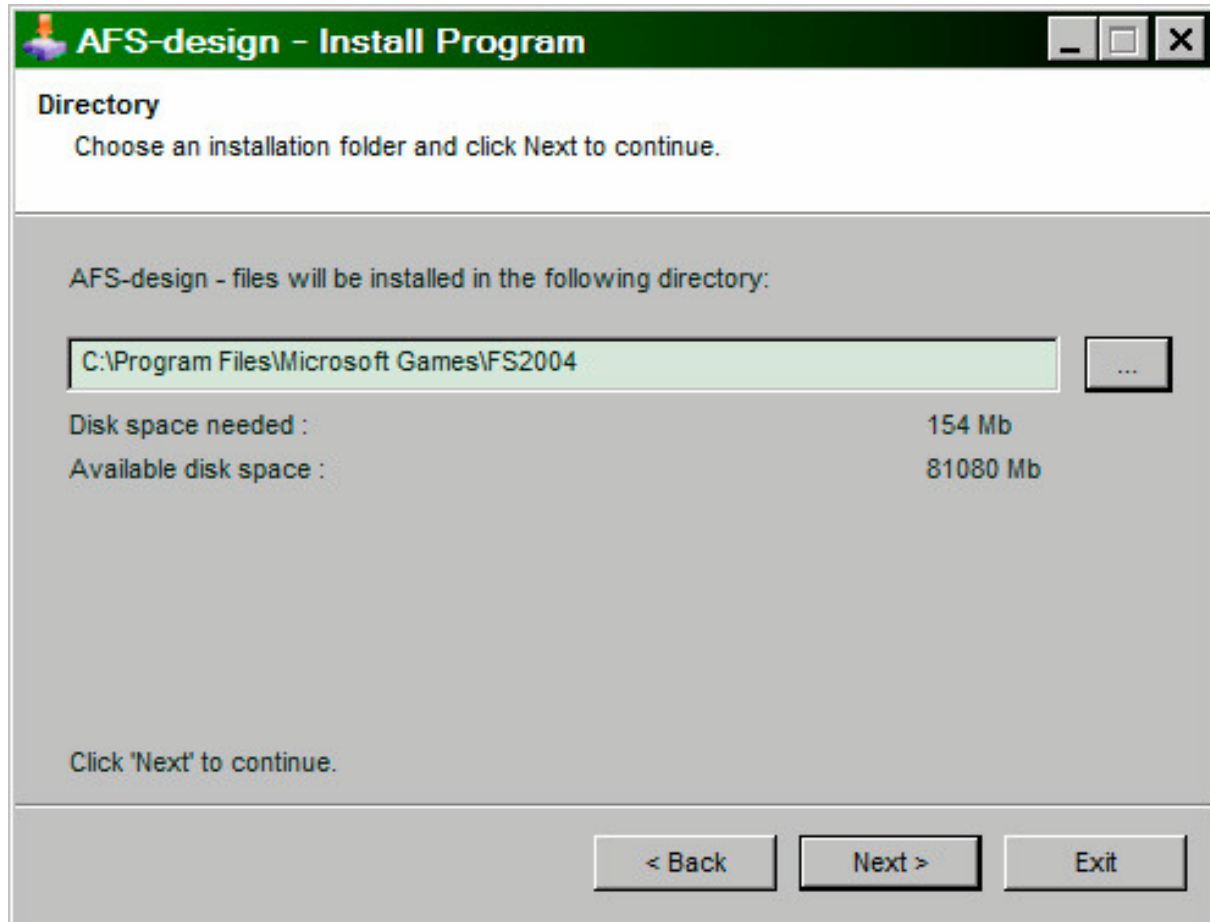 AFS-design - Install Program
Directory
Choose an installation folder and click Next to continue.
AFS-design - files will be installed in the following directory:
C:\Program Files\Microsoft Games\FS2004
...
Disk space needed : 154 Mb
Available disk space : 81080 Mb
Click 'Next' to continue.
< Back Next > Exit